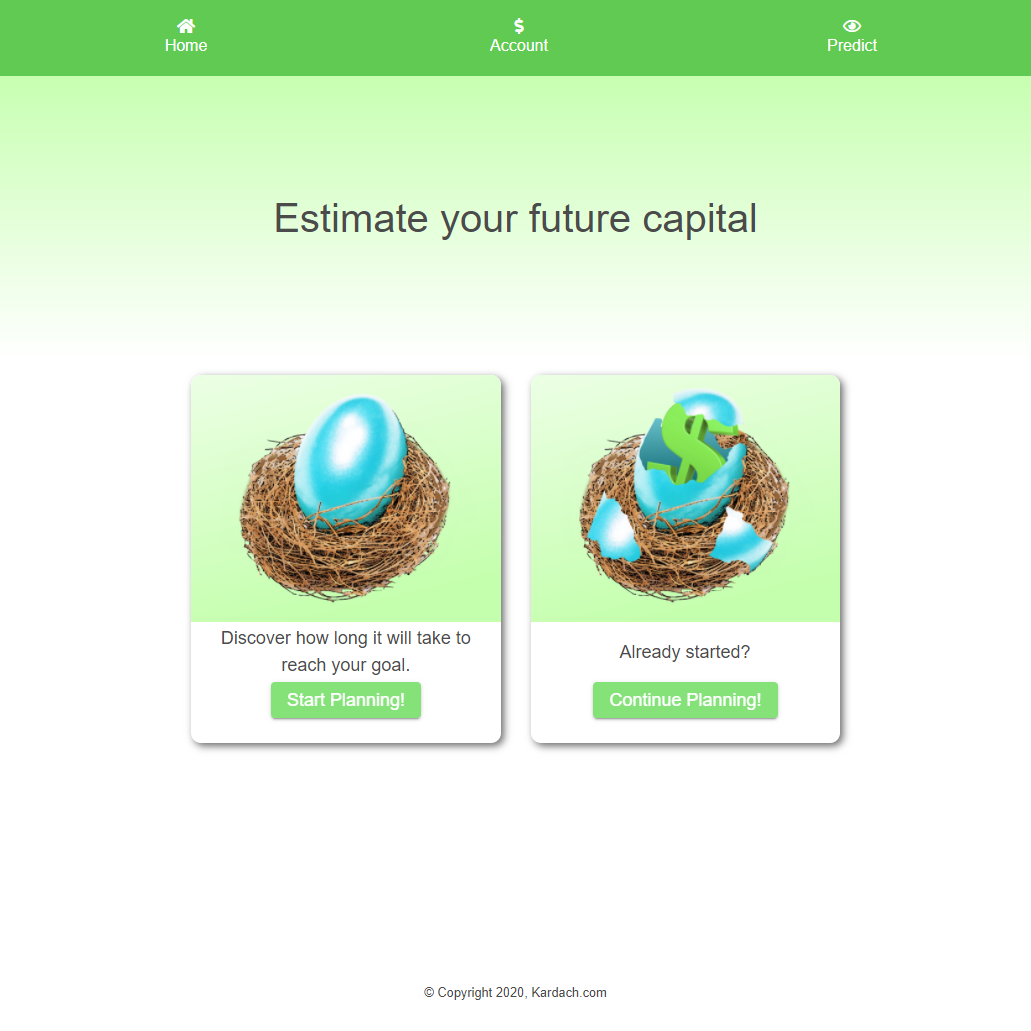 Home
Account
Predict
Estimate your future capital
Discover how long it will take to
reach your goal.
Start Planning!
$
Already started?
Continue Planning!
© Copyright 2020, Kardach.com